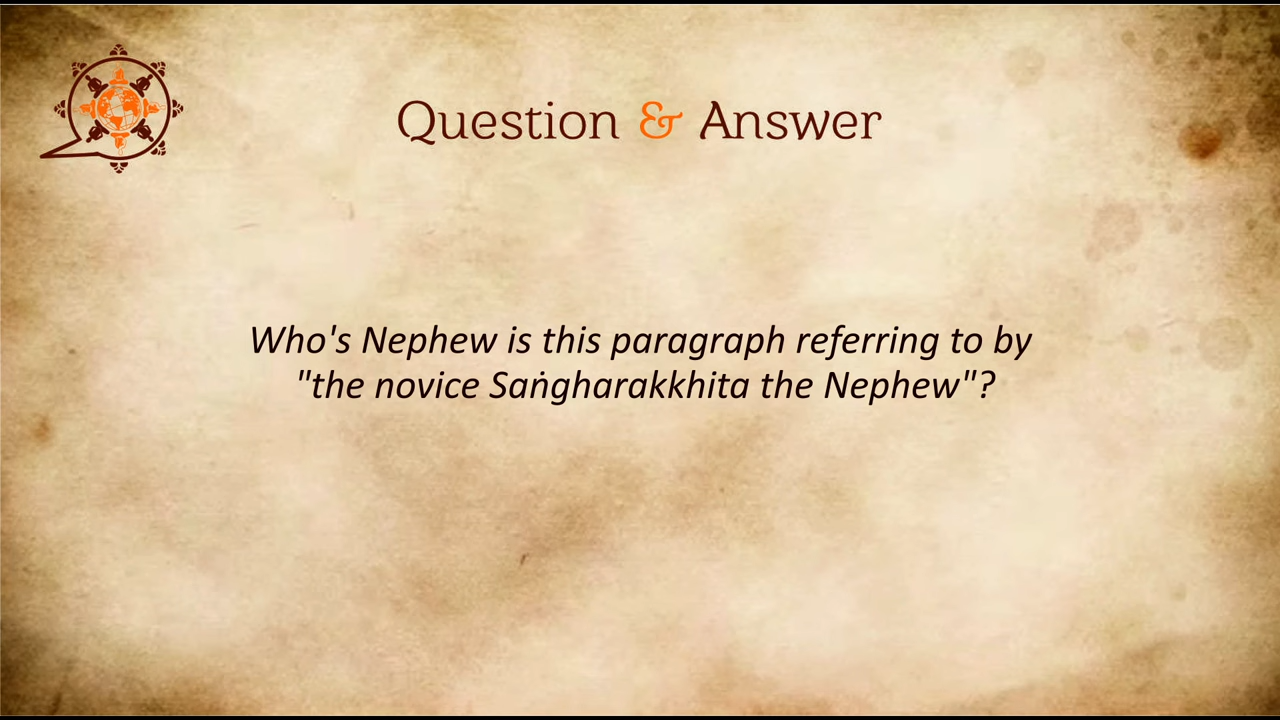 Question & Answer
Who's Nephew is this paragraph referring to by
"the novice Saṅgharakkhita the Nephew"?